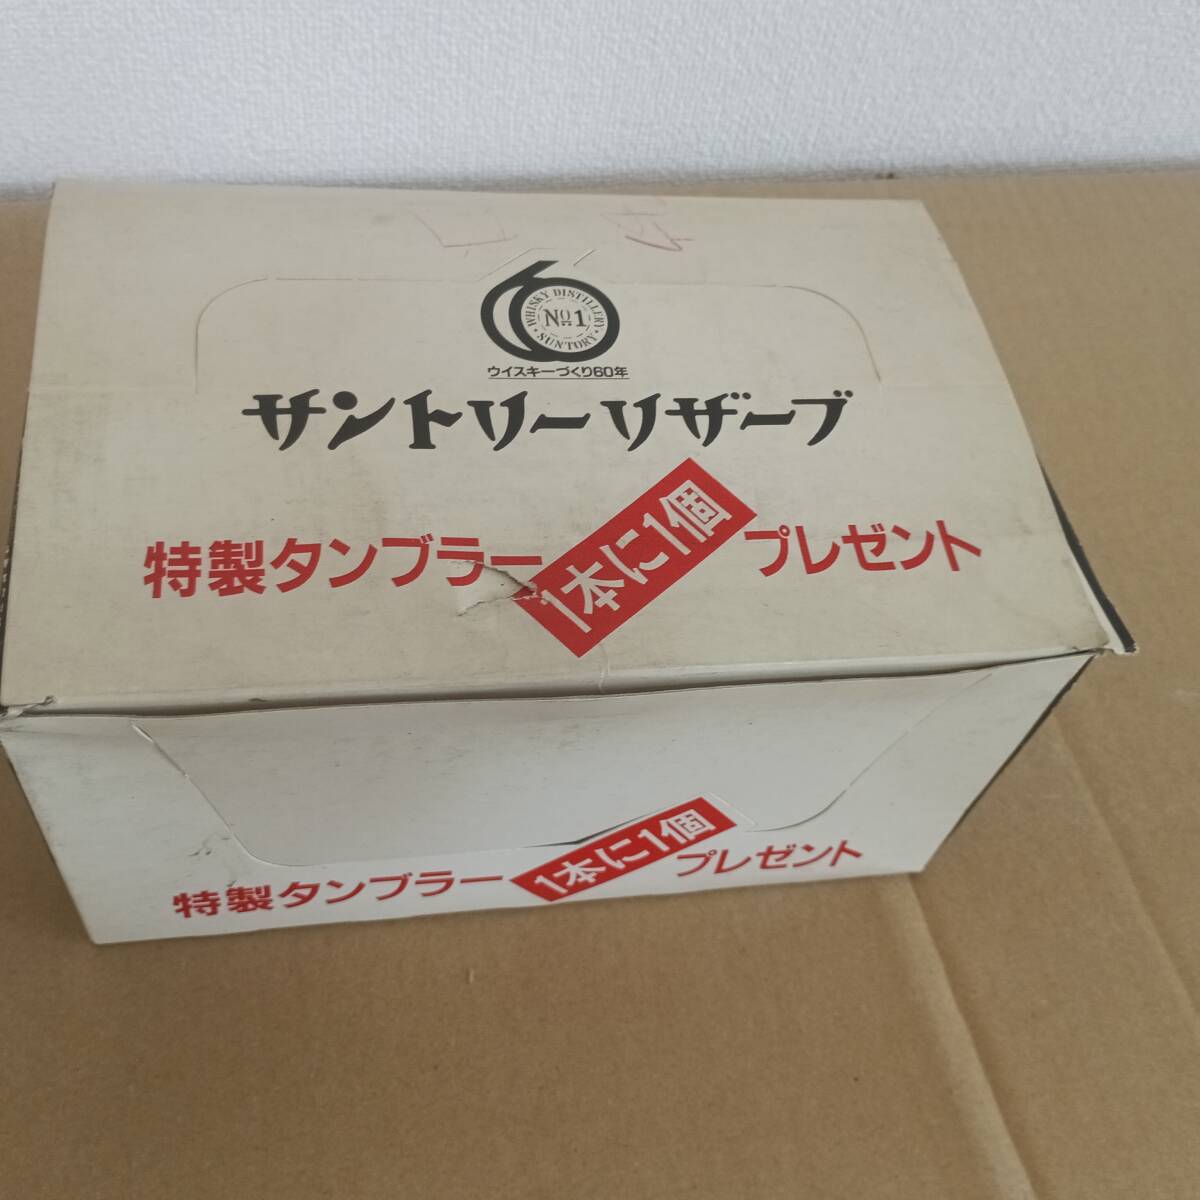 60
WHISKY DISTILLERY
No1
SUNTORY
ウイスキーづくり60年
サントリーリザーブ
特製タンブラー1本に1個プレゼント
特製タンブラー1本に1個プレゼント